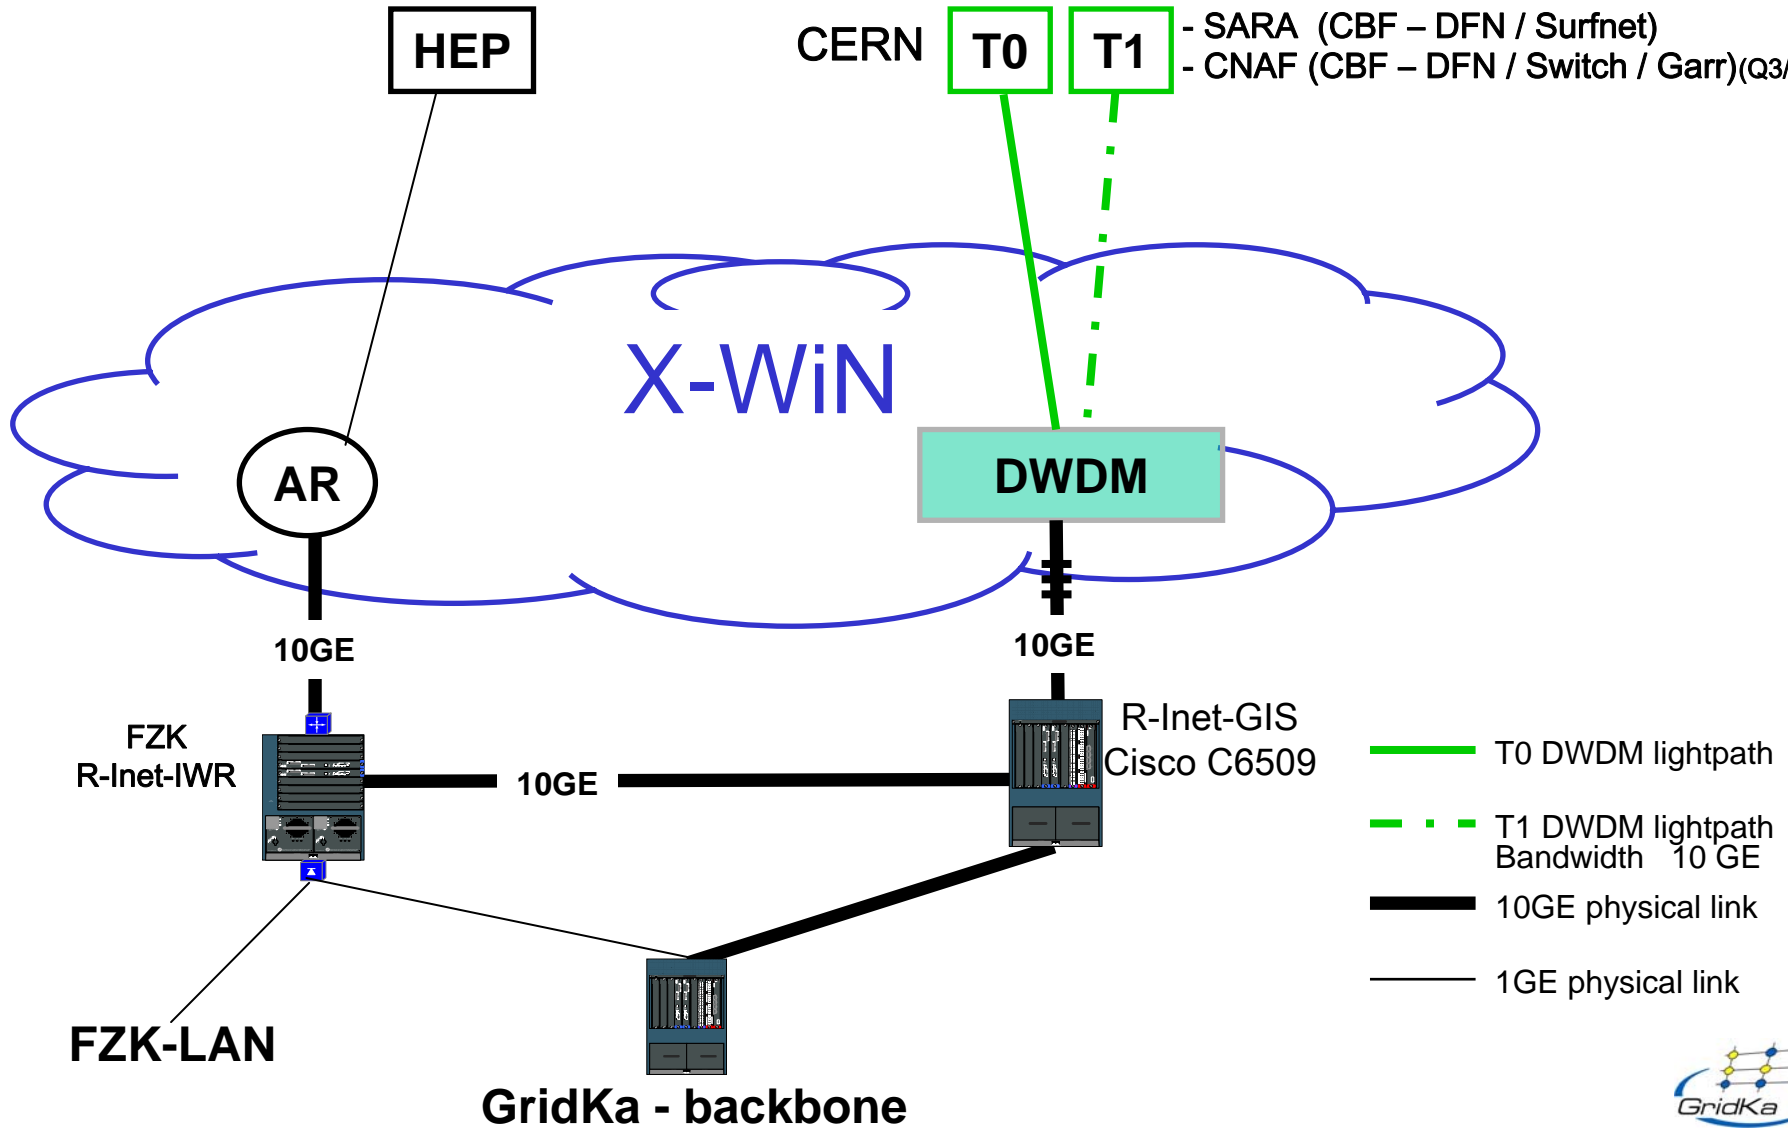 HEP
CERN
T0
T1
- SARA (CBF – DFN / Surfnet)
- CNAF (CBF – DFN / Switch / Garr)(Q3/
X-WiN
AR
DWDM
10GE
10GE
FZK
R-Inet-IWR
10GE
R-Inet-GIS
Cisco C6509
T0 DWDM lightpath
T1 DWDM lightpath
Bandwidth 10 GE
10GE physical link
1GE physical link
FZK-LAN
GridKa - backbone
GridKa